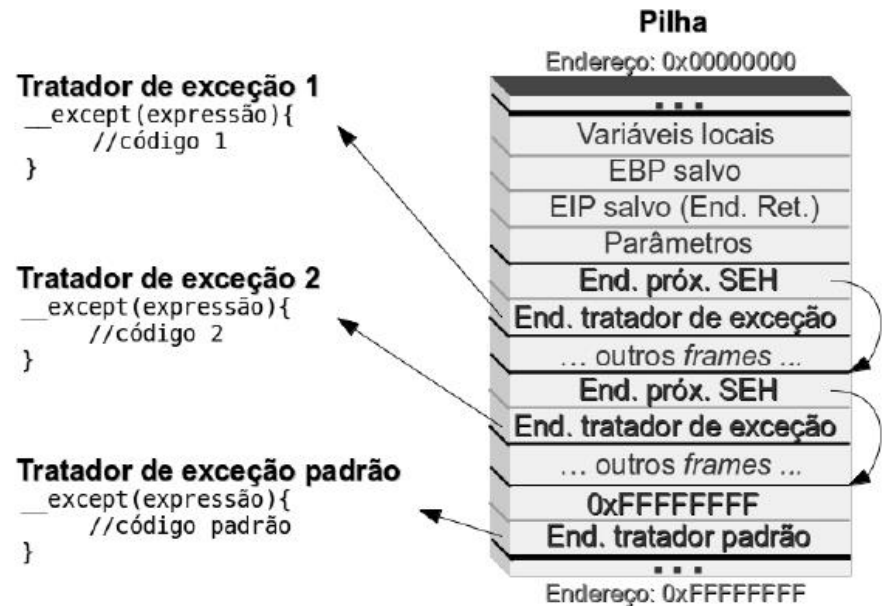 Tratador de exceção 1
__except(expressão){
//código 1
}
Tratador de exceção 2
__except(expressão){
//código 2
}
Tratador de exceção padrão
__except(expressão){
//código padrão
}
Pilha
Endereço: 0x00000000
...
Variáveis locais
EBP salvo
EIP salvo (End. Ret.)
Parâmetros
End. próx. SEH
End. tratador de exceção
... outros frames ...
End. próx. SEH
End. tratador de exceção
... outros frames ...
0xFFFFFFFF
End. tratador padrão
...
Endereço: 0xFFFFFFFF